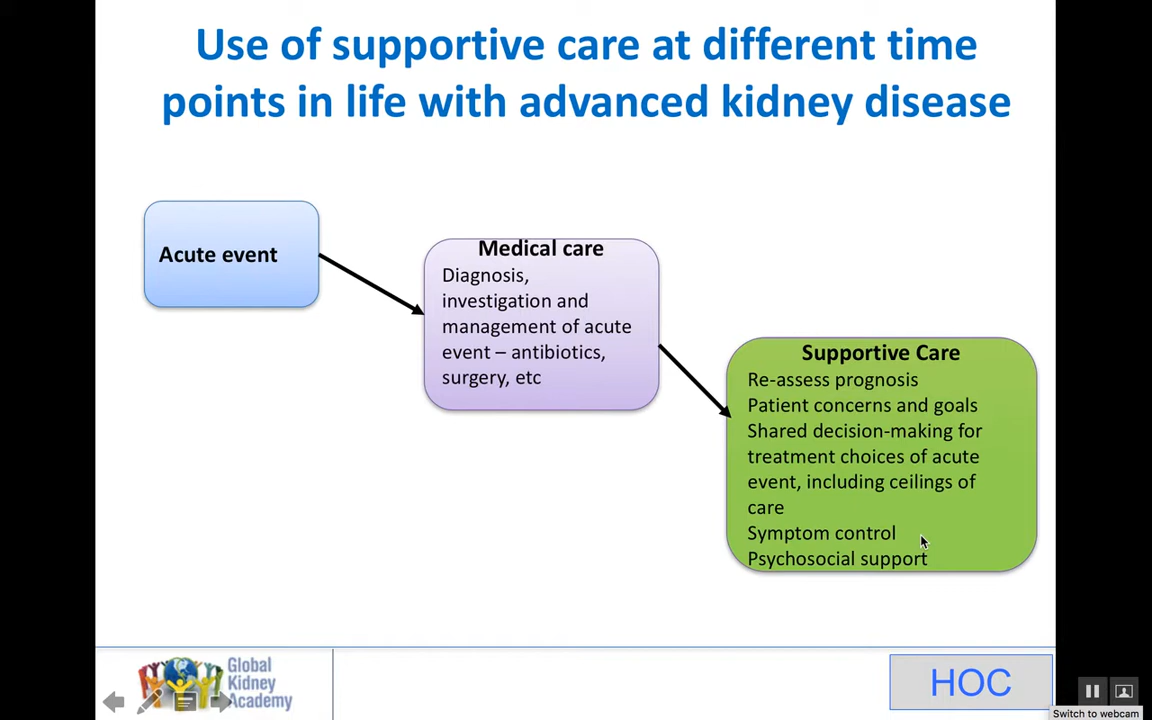 Use of supportive care at different time
points in life with advanced kidney disease
Acute event
Medical care
Diagnosis,
investigation and
management of acute
event – antibiotics,
surgery, etc
Supportive Care
Re-assess prognosis
Patient concerns and goals
Shared decision-making for
treatment choices of acute
event, including ceilings of
care
Symptom control
Psychosocial support
Global
Kidney
Academy
HOC
Switch to webcam